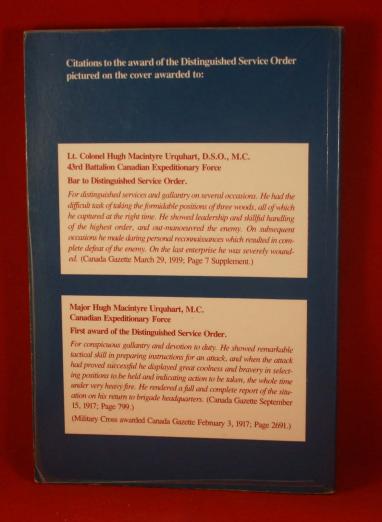 Citations to the award of the Distinguished Service Order
pictured on the cover awarded to:
Lt. Colonel Hugh Macintyre Urquhart, D.S.O., M.C.
43rd Battalion Canadian Expeditionary Force
Bar to Distinguished Service Order.
For distinguished services and gallantry on several occasions. He had the
difficult task of taking the formidable positions of three woods, all of which
he captured at the right time. He showed leadership and skillful handling
of the highest order, and out-manoeuvred the enemy. On subsequent
occasions he made daring personal reconnaissances which resulted in com-
plete defeat of the enemy. On the last enterprise he was severely wound-
ed. (Canada Gazette March 29, 1919; Page 7 Supplement.)
Major Hugh Macintyre Urquhart, M.C.
Canadian Expeditionary Force
First award of the Distinguished Service Order.
For conspicuous gallantry and devotion to duty. He showed remarkable
tactical skill in preparing instructions for an attack, and when the attack
had proved successful he displayed great coolness and bravery in select-
ing positions to be held and indicating action to be taken, the whole time
under very heavy fire. He rendered a full and complete report of the situ-
ation on his return to brigade headquarters. (Canada Gazette September
15, 1917; Page 799.)
(Military Cross awarded Canada Gazette February 3, 1917; Page 2691.)